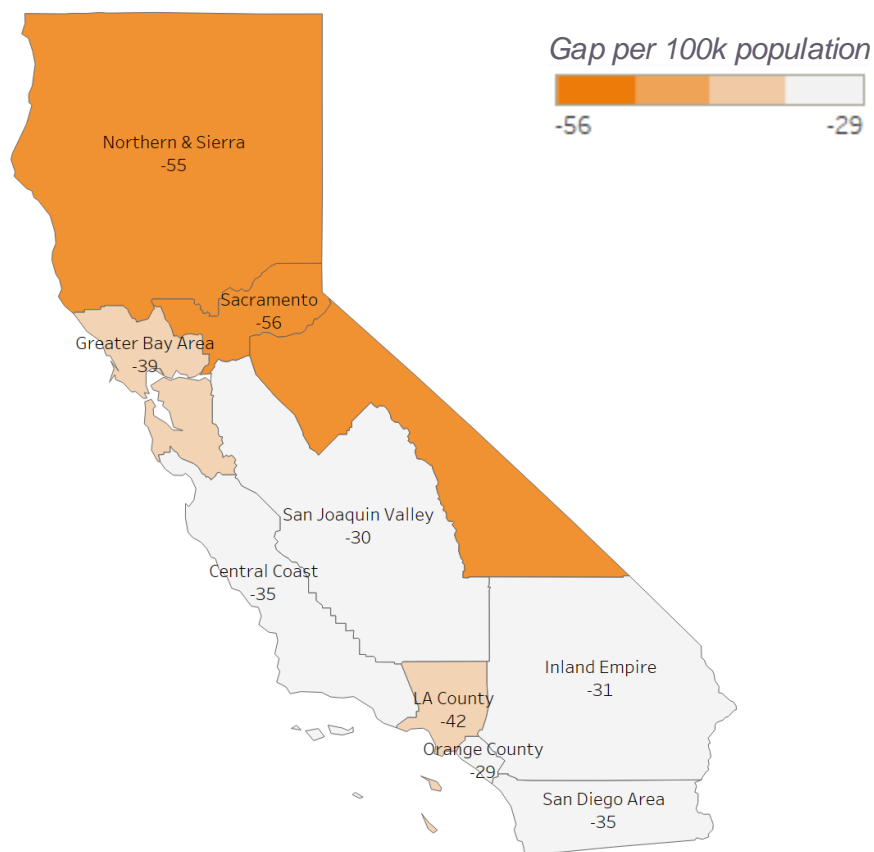 Gap per 100k population
-56 -29
Northern & Sierra
-55
Sacramento
-56
Greater Bay Area
-39
San Joaquin Valley
-30
Central Coast
-35
Inland Empire
-31
LA County
-42
Orange County
-29
San Diego Area
-35